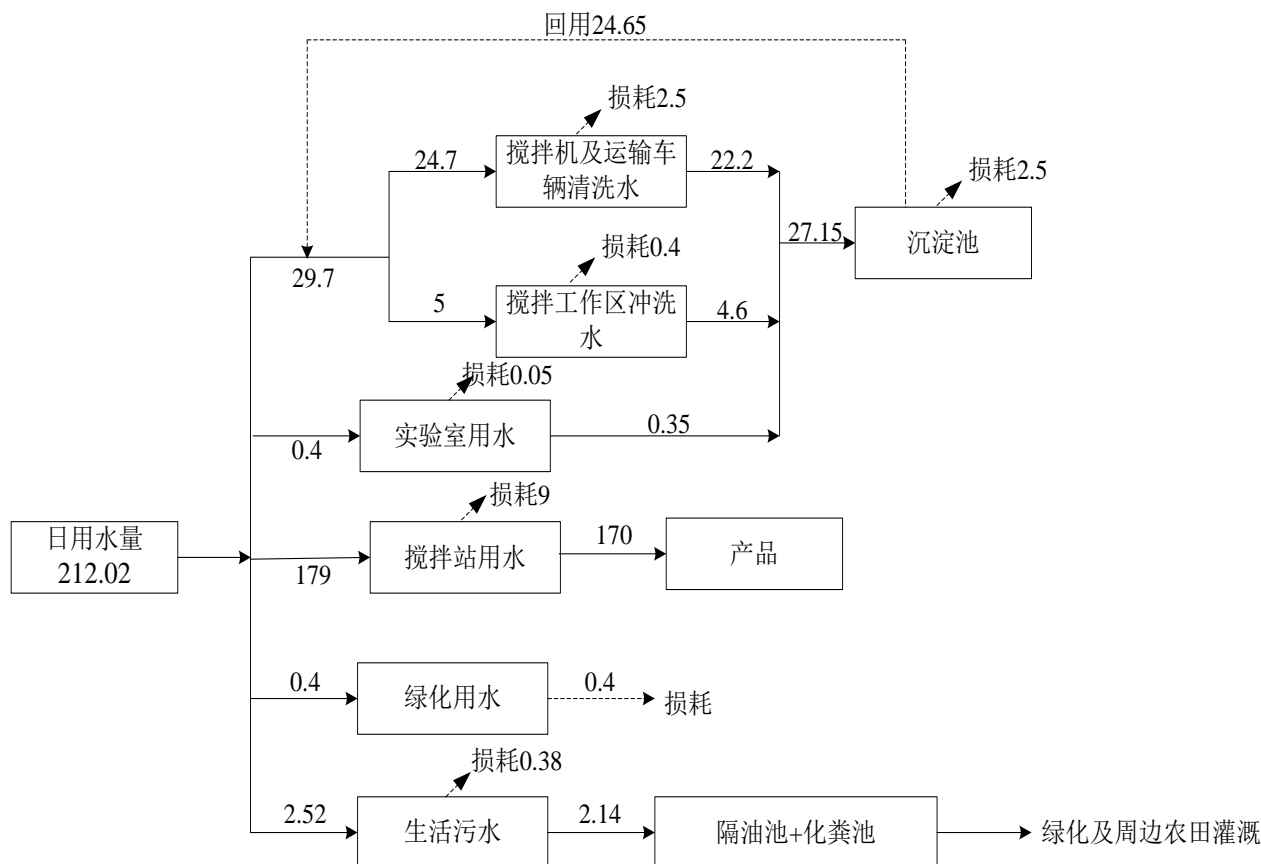 回用24.65
损耗2.5
24.7
搅拌机及运输车
辆清洗水
22.2
损耗2.5
27.15
沉淀池
29.7
损耗0.4
5
搅拌工作区冲洗
水
4.6
损耗0.05
0.4
实验室用水
0.35
日用水量
212.02
损耗9
179
搅拌站用水
170
产品
0.4
绿化用水
0.4
损耗
损耗0.38
2.52
生活污水
2.14
隔油池+化粪池
绿化及周边农田灌溉